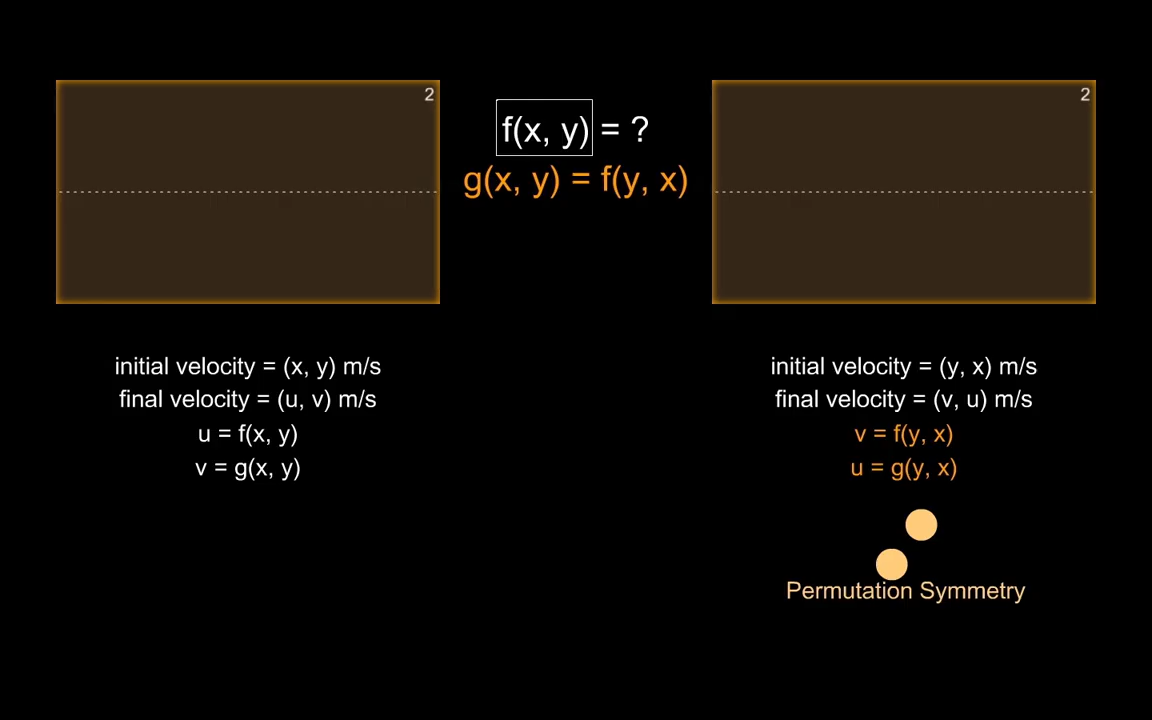 2
f(x, y) = ?
g(x, y) = f(y, x)
2
initial velocity = (x, y) m/s
final velocity = (u, v) m/s
u = f(x, y)
v = g(x, y)
initial velocity = (y, x) m/s
final velocity = (v, u) m/s
v = f(y, x)
u = g(y, x)
Permutation Symmetry